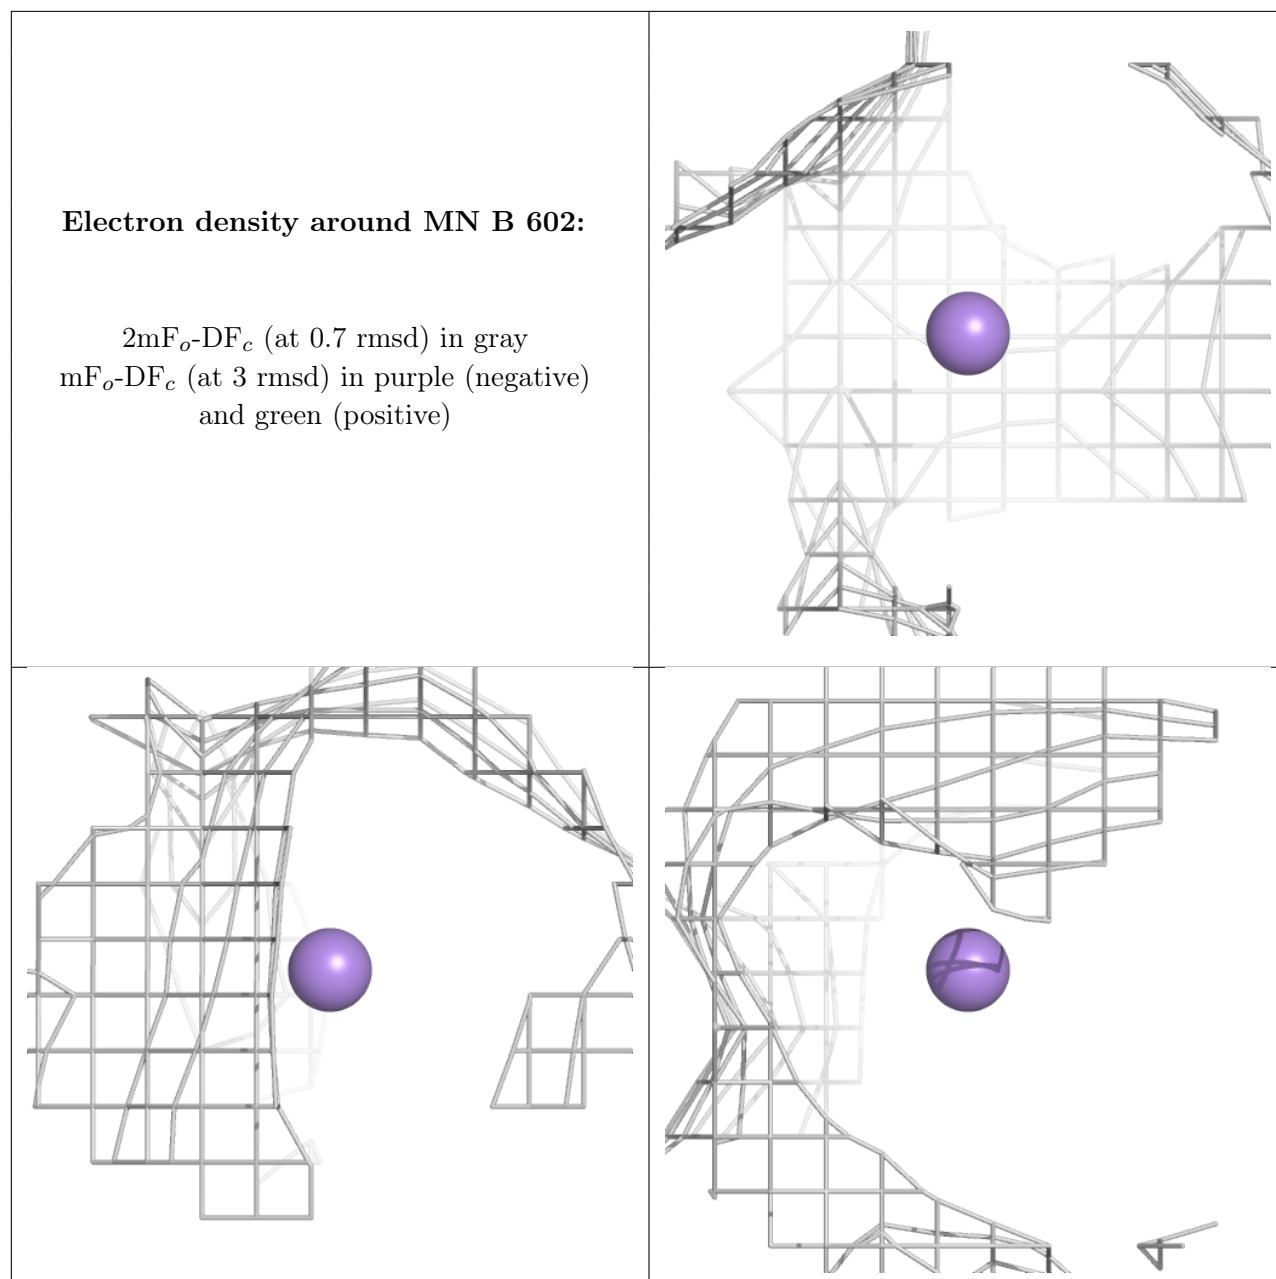 Electron density around MN B 602:
2mFo-DFc (at 0.7 rmsd) in gray
mFo-DFc (at 3 rmsd) in purple (negative)
and green (positive)